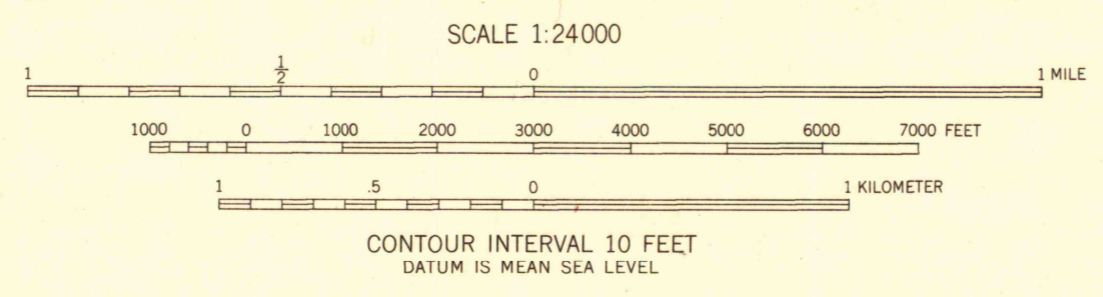 SCALE 1:24000
1 1/2 0 1 MILE
1000 0 1000 2000 3000 4000 5000 6000 7000 FEET
1 .5 0 1 KILOMETER
CONTOUR INTERVAL 10 FEET
DATUM IS MEAN SEA LEVEL